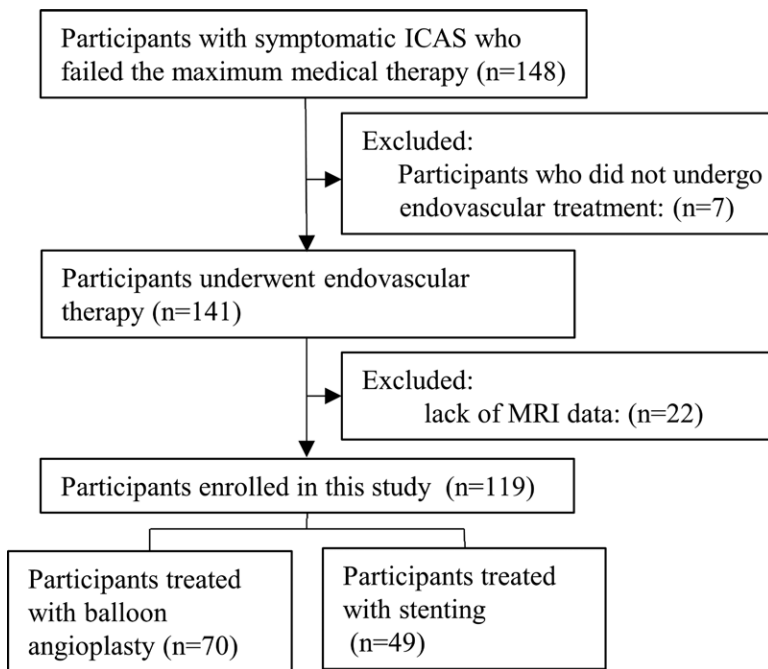 Participants with symptomatic ICAS who
failed the maximum medical therapy (n=148)
Excluded:
Participants who did not undergo
endovascular treatment: (n=7)
Participants underwent endovascular
therapy (n=141)
Excluded:
lack of MRI data: (n=22)
Participants enrolled in this study (n=119)
Participants treated
with balloon
angioplasty (n=70)
Participants treated
with stenting
(n=49)